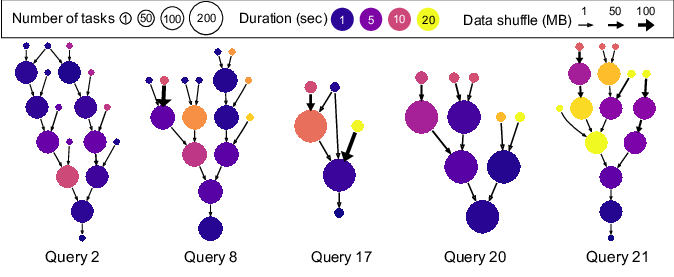 Number of tasks 1 50 100 200 Duration (sec) 1 5 10 20 Data shuffle (MB) 1 50 100
Query 2 Query 8 Query 17 Query 20 Query 21